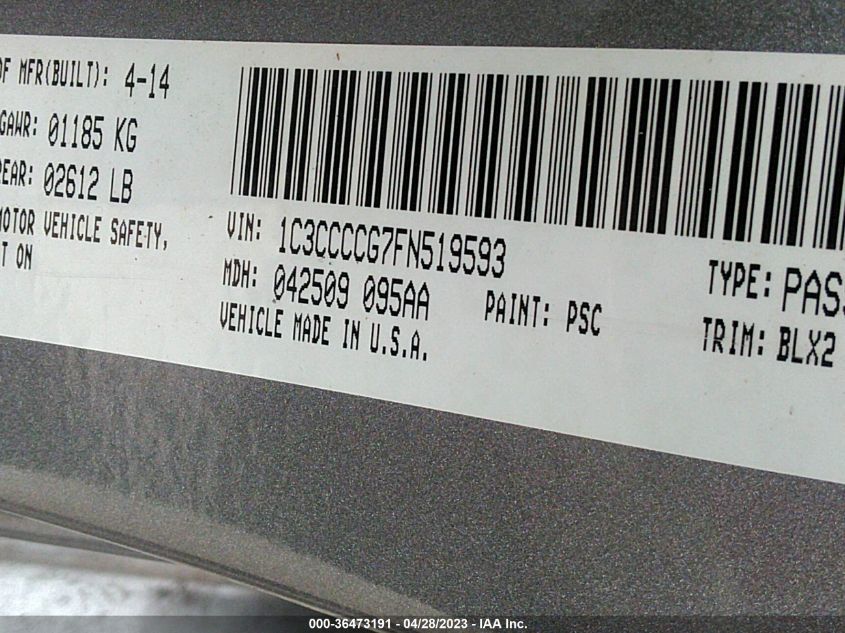 OF MFR(BUILT): 4-14
GAWR: 01185 KG
REAR: 02612 LB
MOTOR VEHICLE SAFETY,
T ON
VIN: 1C3CCCCG7FN519593
MDH: 042509 095AA
PAINT: PSC
VEHICLE MADE IN U.S.A.
TYPE: PAS
TRIM: BLX2
000-36473191 - 04/28/2023 - IAA Inc.